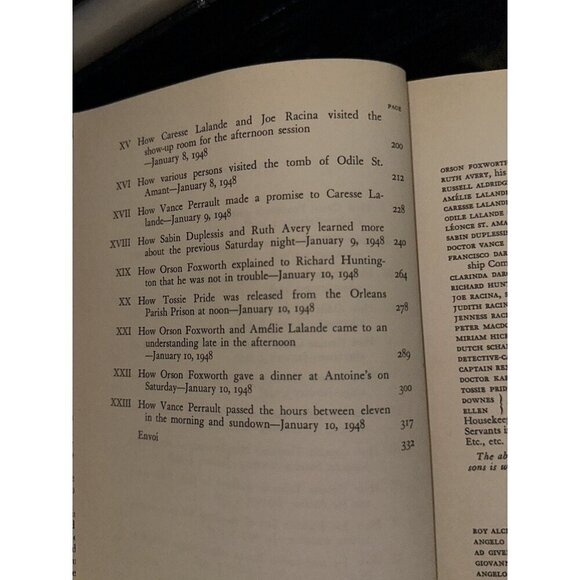 PAGE
XV How Caresse Lalande and Joe Racina visited the
show-up room for the afternoon session
—January 8, 1948 200
XVI How various persons visited the tomb of Odile St.
Amant—January 8, 1948 212
XVII How Vance Perrault made a promise to Caresse La-
lande—January 9, 1948 228
XVIII How Sabin Duplessis and Ruth Avery learned more
about the previous Saturday night—January 9, 1948 240
XIX How Orson Foxworth explained to Richard Hunting-
ton that he was not in trouble—January 10, 1948 264
XX How Tossie Pride was released from the Orleans
Parish Prison at noon—January 10, 1948 278
XXI How Orson Foxworth and Amélie Lalande came to an
understanding late in the afternoon
—January 10, 1948 289
XXII How Orson Foxworth gave a dinner at Antoine's on
Saturday—January 10, 1948 300
XXIII How Vance Perrault passed the hours between eleven
in the morning and sundown—January 10, 1948 317
Envoi 332
ORSON FOXWORTH
RUTH AVERY, his
RUSSELL ALDRIDG
AMÉLIE LALAND
CARESSE LALAND
ODILE LALANDE
LÉONCE ST. AMA
SABIN DUPLESSIS
DOCTOR VANCE
FRANCISCO DAR
ship Com
CLARINDA DAR
RICHARD HUNT
JOE RACINA, 
JUDITH RACIN
JENNESS RACIN
PETER MACDO
MIRIAM HICK
DUTCH SCHA
DETECTIVE-CA
CAPTAIN RE
DOCTOR KA
TOSSIE PRID
DOWNES }
ELLEN }
Housekeep
Servants i
Etc., etc.
The ab
sons is w
ROY ALCI
ANGELO
AD GIVE
GIOVANN
ANGELO